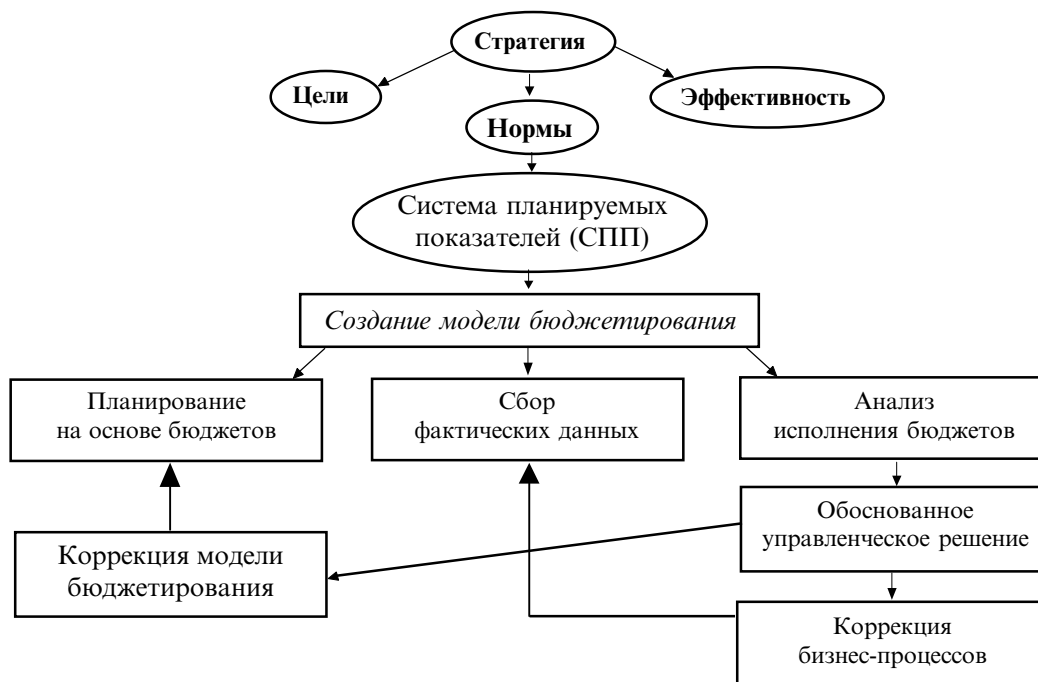 Стратегия
Цели
Эффективность
Нормы
Система планируемых
показателей (СПП)
Создание модели бюджетирования
Планирование
на основе бюджетов
Сбор
фактических данных
Анализ
исполнения бюджетов
Обоснованное
управленческое решение
Коррекция модели
бюджетирования
Коррекция
бизнес-процессов